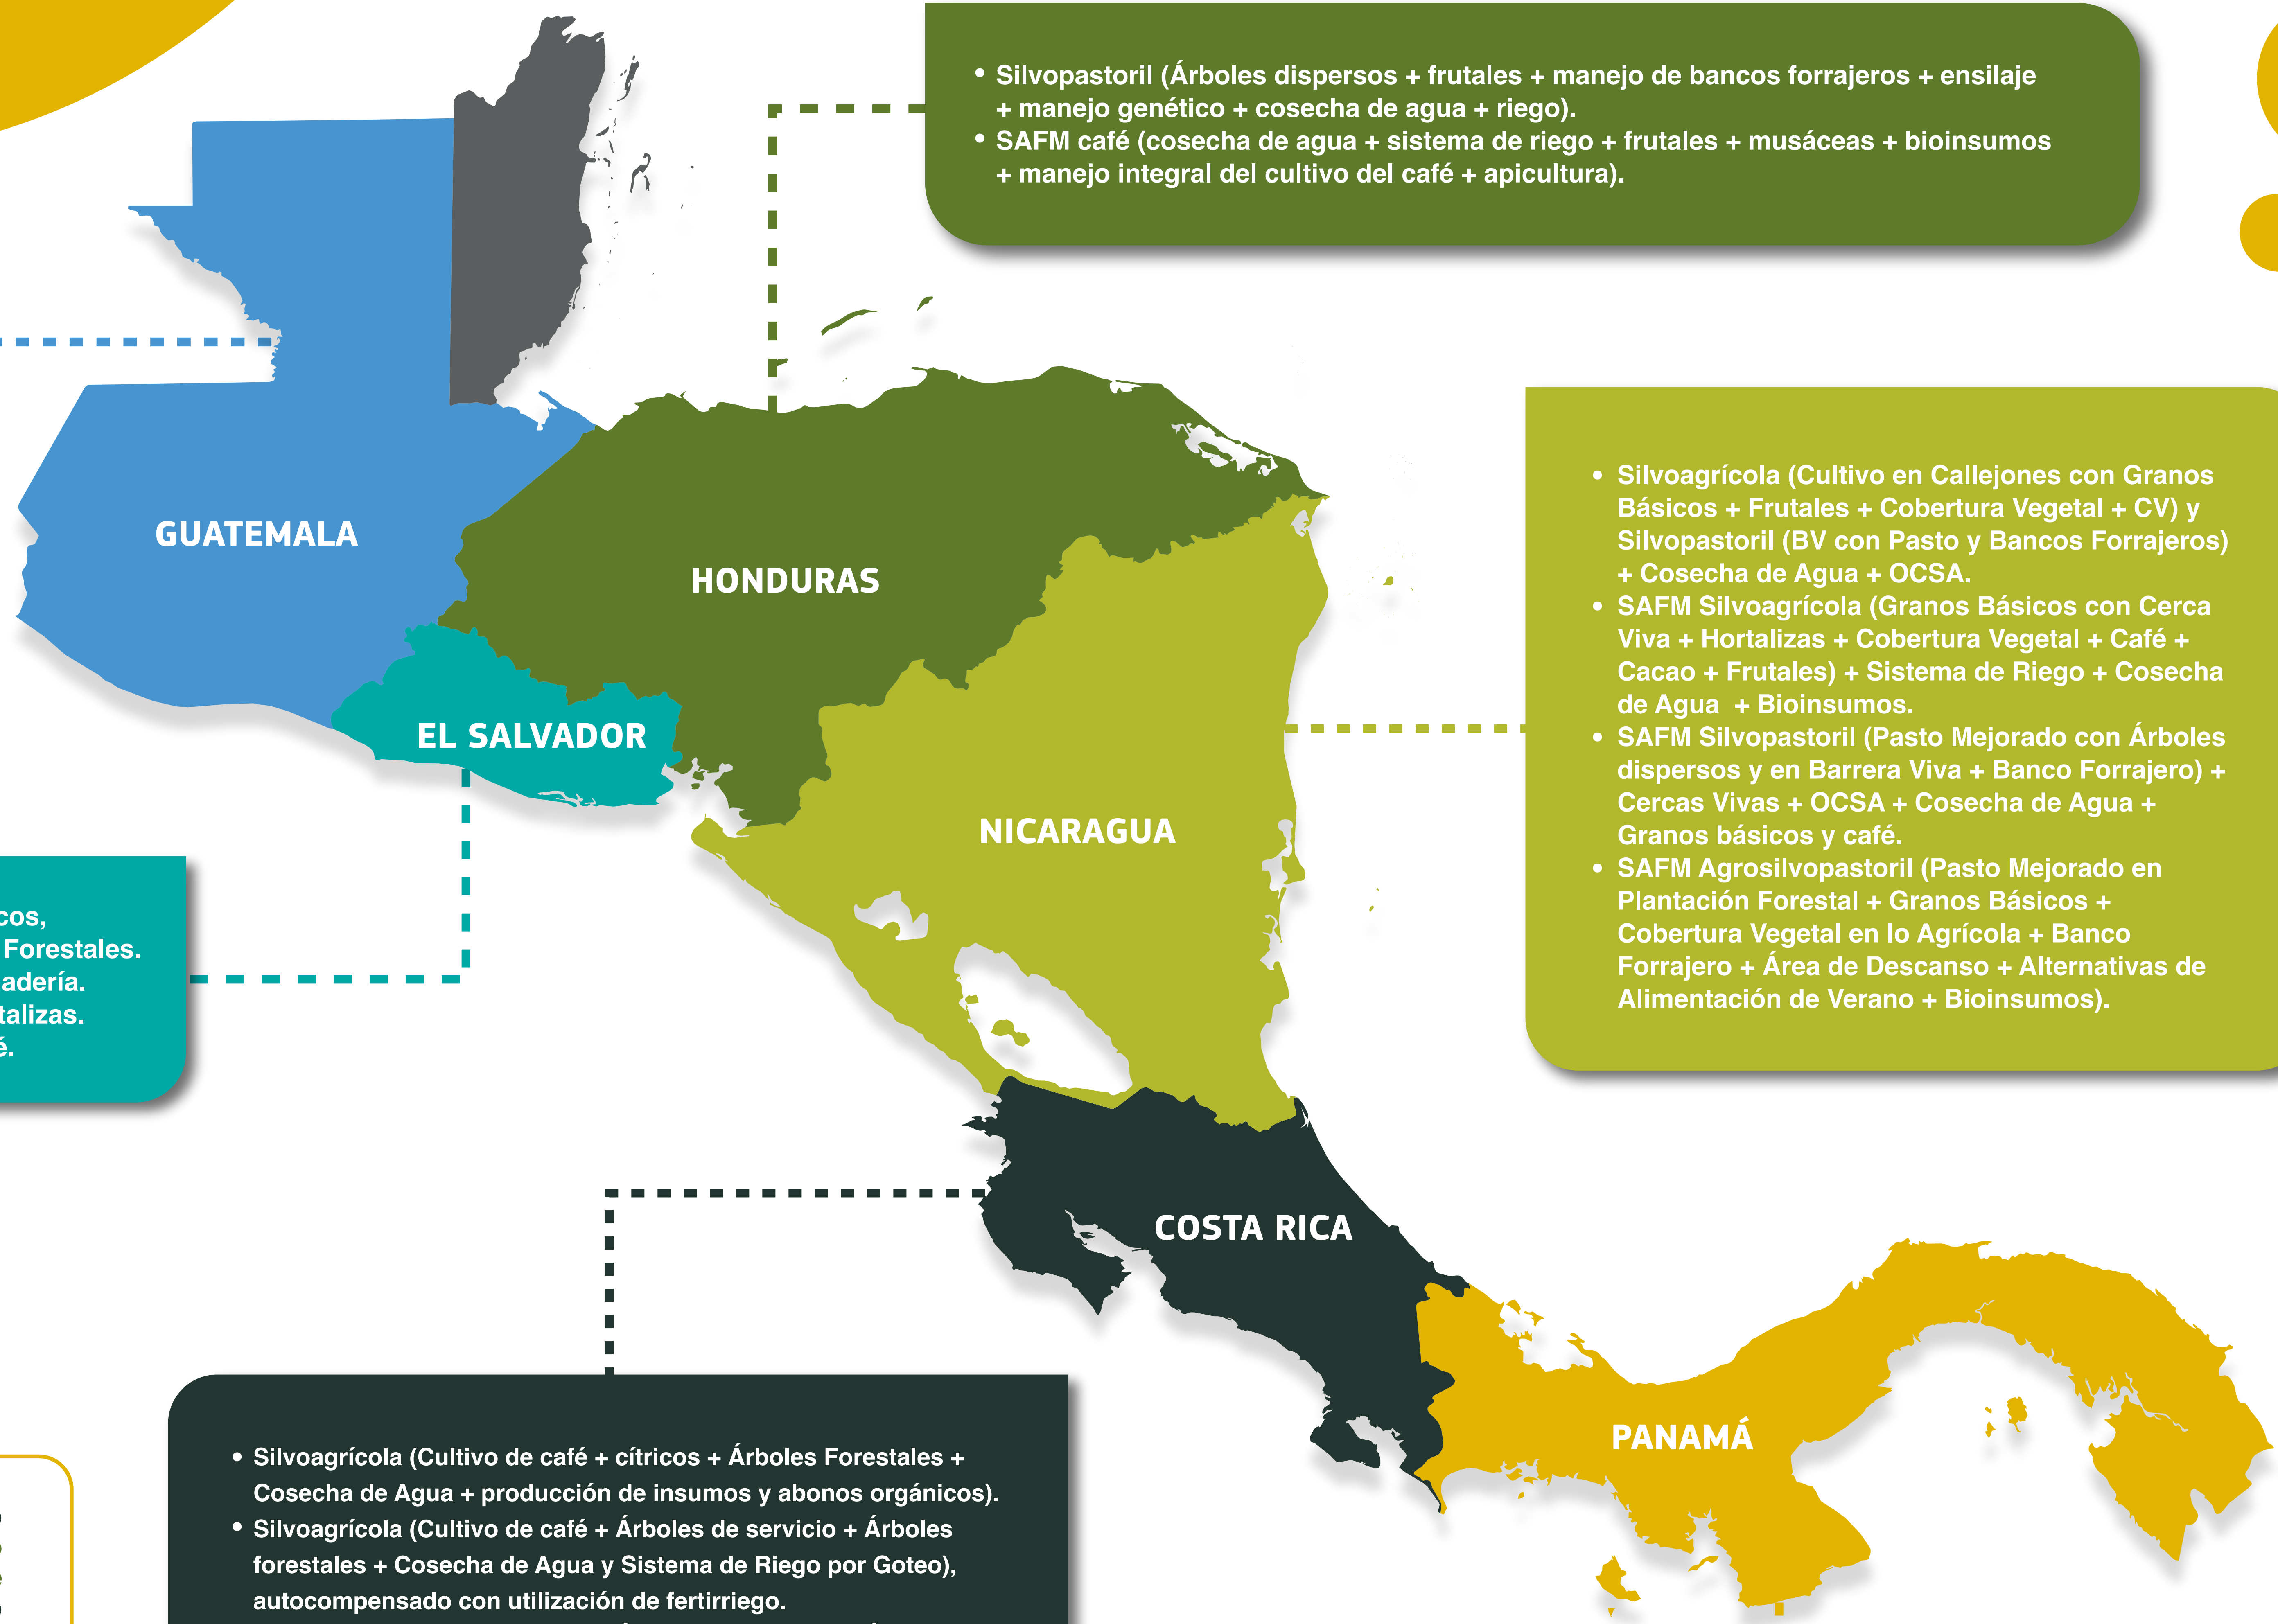 • Silvopastoril (Árboles dispersos + frutales + manejo de bancos forrajeros + ensilaje
+ manejo genético + cosecha de agua + riego).
• SAFM café (cosecha de agua + sistema de riego + frutales + musáceas + bioinsumos
+ manejo integral del cultivo del café + apicultura).
GUATEMALA
HONDURAS
EL SALVADOR
NICARAGUA
• Silvoagrícola (Cultivo en Callejones con Granos
Básicos + Frutales + Cobertura Vegetal + CV) y
Silvopastoril (BV con Pasto y Bancos Forrajeros)
+ Cosecha de Agua + OCSA.
• SAFM Silvoagrícola (Granos Básicos con Cerca
Viva + Hortalizas + Cobertura Vegetal + Café +
Cacao + Frutales) + Sistema de Riego + Cosecha
de Agua  + Bioinsumos.
• SAFM Silvopastoril (Pasto Mejorado con Árboles
dispersos y en Barrera Viva + Banco Forrajero) +
Cercas Vivas + OCSA + Cosecha de Agua +
Granos básicos y café.
• SAFM Agrosilvopastoril (Pasto Mejorado en
Plantación Forestal + Granos Básicos +
Cobertura Vegetal en lo Agrícola + Banco
Forrajero + Área de Descanso + Alternativas de
Alimentación de Verano + Bioinsumos).
Forestales.
COSTA RICA
PANAMÁ
• Silvoagrícola (Cultivo de café + cítricos + Árboles Forestales +
Cosecha de Agua + producción de insumos y abonos orgánicos).
• Silvoagrícola (Cultivo de café + Árboles de servicio + Árboles
forestales + Cosecha de Agua y Sistema de Riego por Goteo),
autocompensado con utilización de fertirriego.